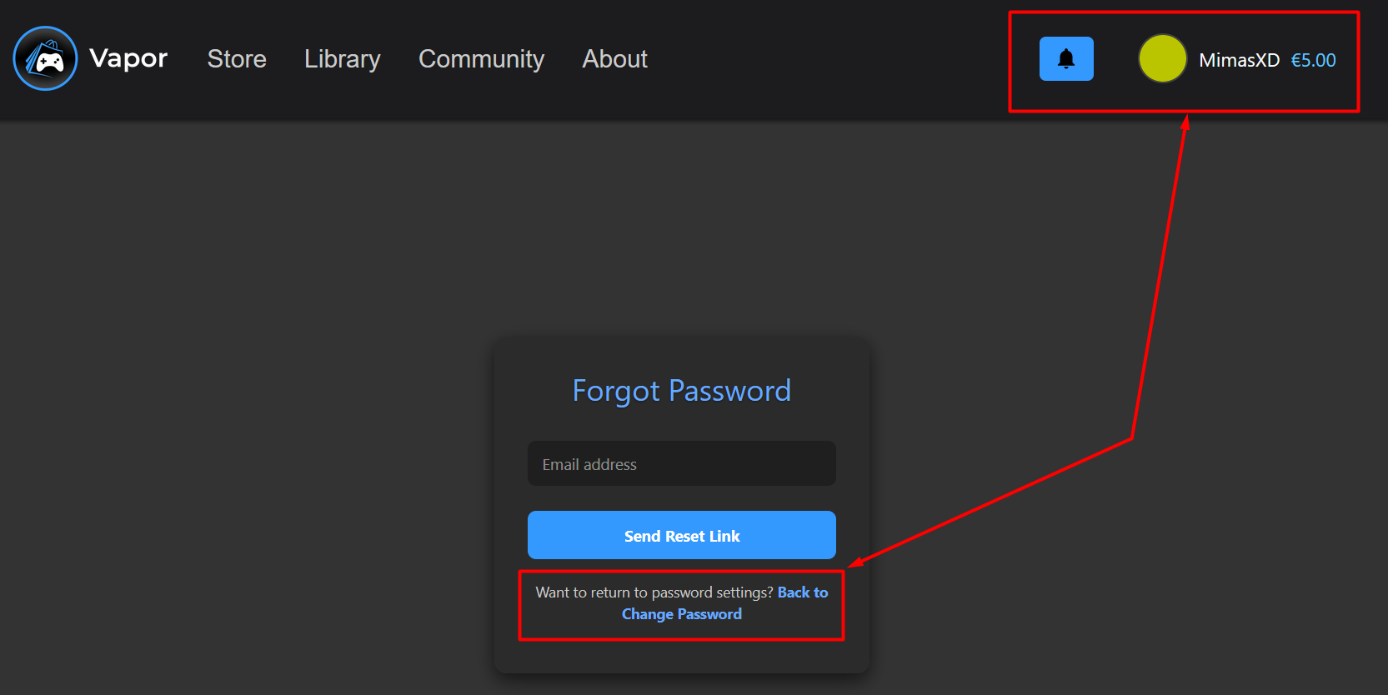 Vapor Store Library Community About MimasXD €5.00
Forgot Password
Email address
Send Reset Link
Want to return to password settings? Back to
Change Password